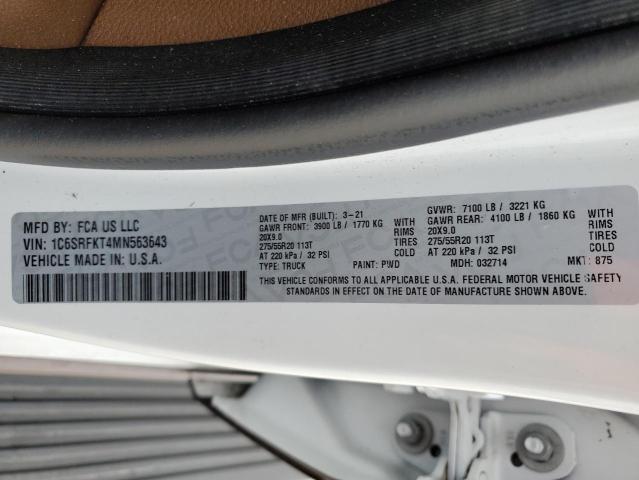 MFD BY: FCA US LLC
VIN: 1C6SRFKT4MN563643
VEHICLE MADE IN: U.S.A.
DATE OF MFR (BUILT): 3-21
GAWR FRONT: 3900 LB / 1770 KG
20X9.0 RIMS
275/55R20 113T TIRES
AT 220 kPa / 32 PSI
TYPE: TRUCK PAINT: PWD
GVWR: 7100 LB / 3221 KG
GAWR REAR: 4100 LB / 1860 KG
20X9.0 RIMS
275/55R20 113T TIRES
AT 220 kPa / 32 PSI
MDH: 032714 MKT: 875
THIS VEHICLE CONFORMS TO ALL APPLICABLE U.S.A. FEDERAL MOTOR VEHICLE SAFETY
STANDARDS IN EFFECT ON THE DATE OF MANUFACTURE SHOWN ABOVE.